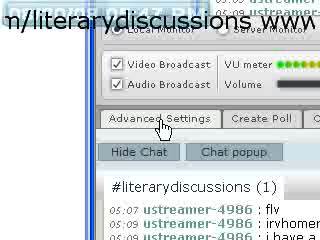 m/literarydiscussions www
Local Monitor Server Monitor
Video Broadcast VU meter
Audio Broadcast Volume
Advanced Settings Create Poll C
Hide Chat Chat popup
#literarydiscussions (1)
05:07 ustreamer-4986 : flv
05:09 ustreamer-4986 : irvhomer
05:09 ustreamer-4986 : i have a